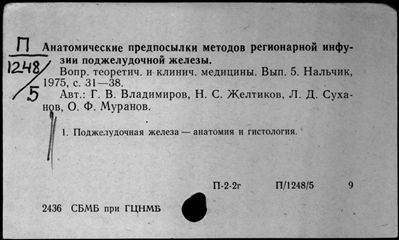 П
1248
/5
Анатомические предпосылки методов регионарной инфу-
зии поджелудочной железы.
Вопр. теоретич. и клинич. медицины. Вып. 5. Нальчик,
1975, с. 31—38.
Авт.: Г. В. Владимиров, Н. С. Желтиков, Л. Д. Суха-
нов, О. Ф. Муранов.
1. Поджелудочная железа — анатомия и гистология.
П-2-2г П/1248/5 9
2436 СБМБ при ГЦНМБ